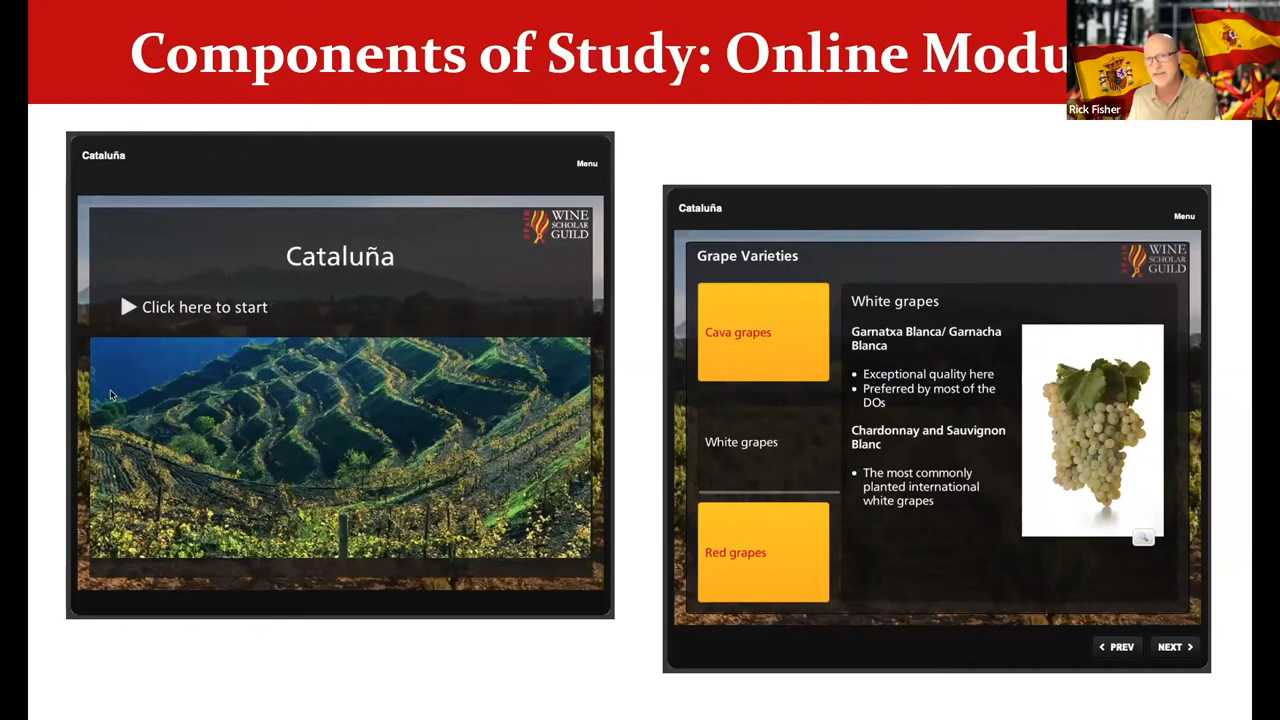 Components of Study: Online Modu
Rick Fisher
Cataluña
Menu
SPAIN
WINE
SCHOLAR
GUILD
Cataluña
Click here to start
Cataluña
Menu
Grape Varieties
SPAIN
WINE
SCHOLAR
GUILD
Cava grapes
White grapes
Red grapes
White grapes
Garnatxa Blanca/ Garnacha
Blanca
• Exceptional quality here
• Preferred by most of the
DOs
Chardonnay and Sauvignon
Blanc
• The most commonly
planted international
white grapes
< PREV
NEXT >